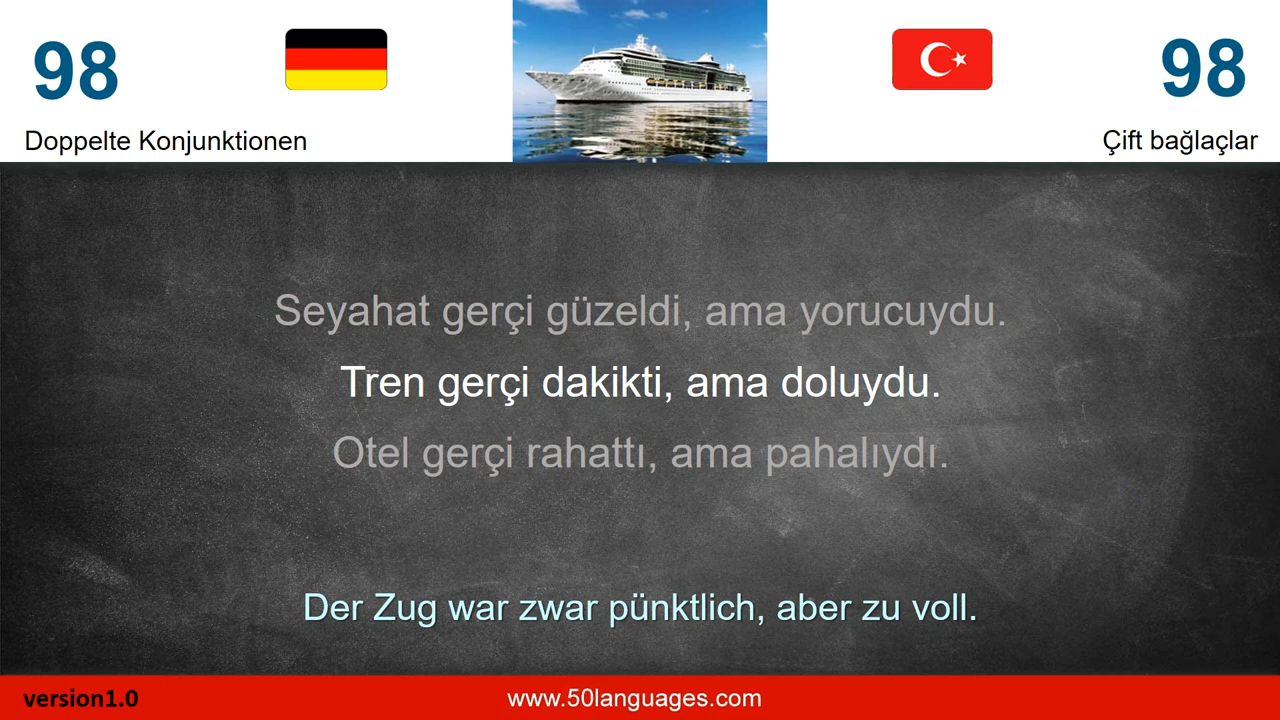 98
98
Doppelte Konjunktionen
Çift bağlaçlar
Seyahat gerçi güzeldi, ama yorucuydu.
Tren gerçi dakikti, ama doluydu.
Otel gerçi rahattı, ama pahalıydı.
Der Zug war zwar pünktlich, aber zu voll.
version1.0
www.50languages.com